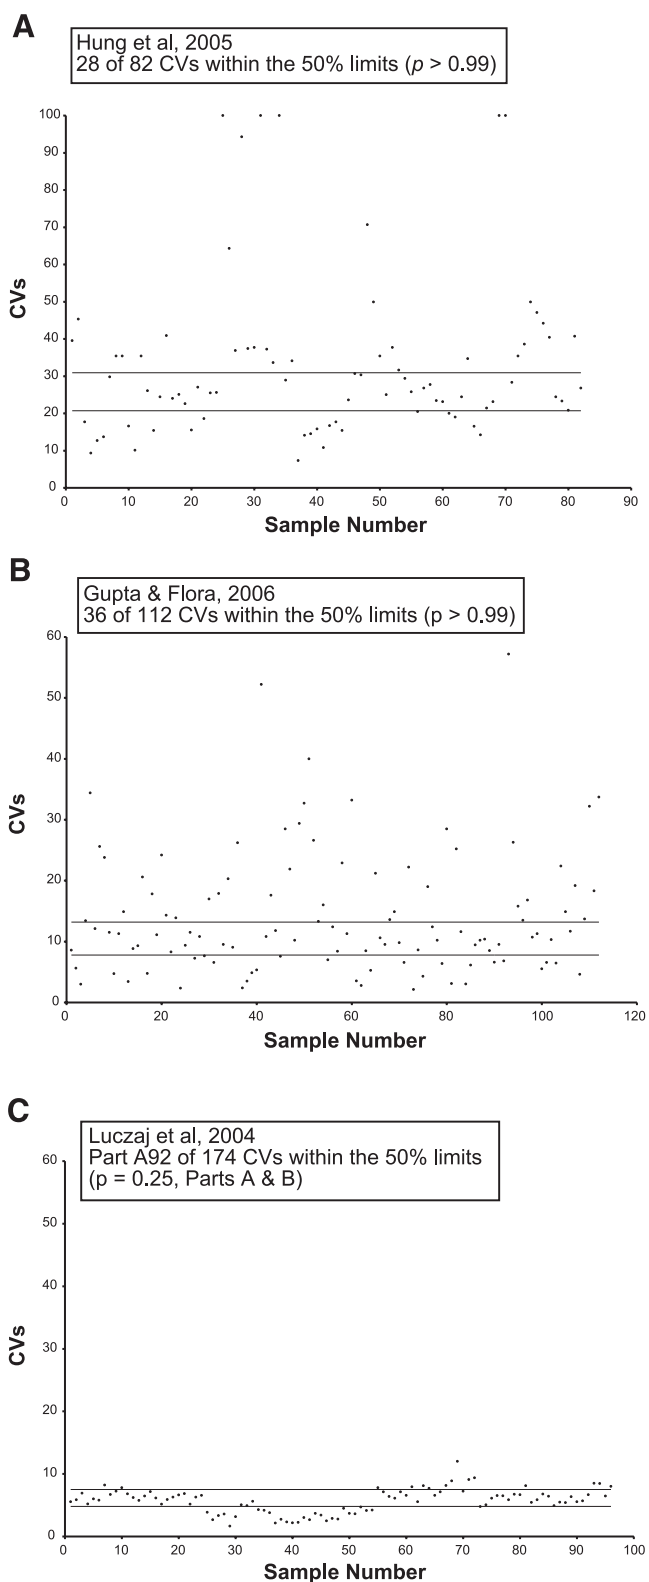 A
Hung et al, 2005
28 of 82 CVs within the 50% limits (p > 0.99)
100
90
80
70
60
50
40
30
20
10
0
CVs
0 10 20 30 40 50 60 70 80 90
Sample Number
B
Gupta & Flora, 2006
36 of 112 CVs within the 50% limits (p > 0.99)
60
50
40
30
20
10
0
CVs
0 20 40 60 80 100 120
Sample Number
C
Luczaj et al, 2004
Part A92 of 174 CVs within the 50% limits
(p = 0.25, Parts A & B)
60
50
40
30
20
10
0
CVs
0 10 20 30 40 50 60 70 80 90 100
Sample Number